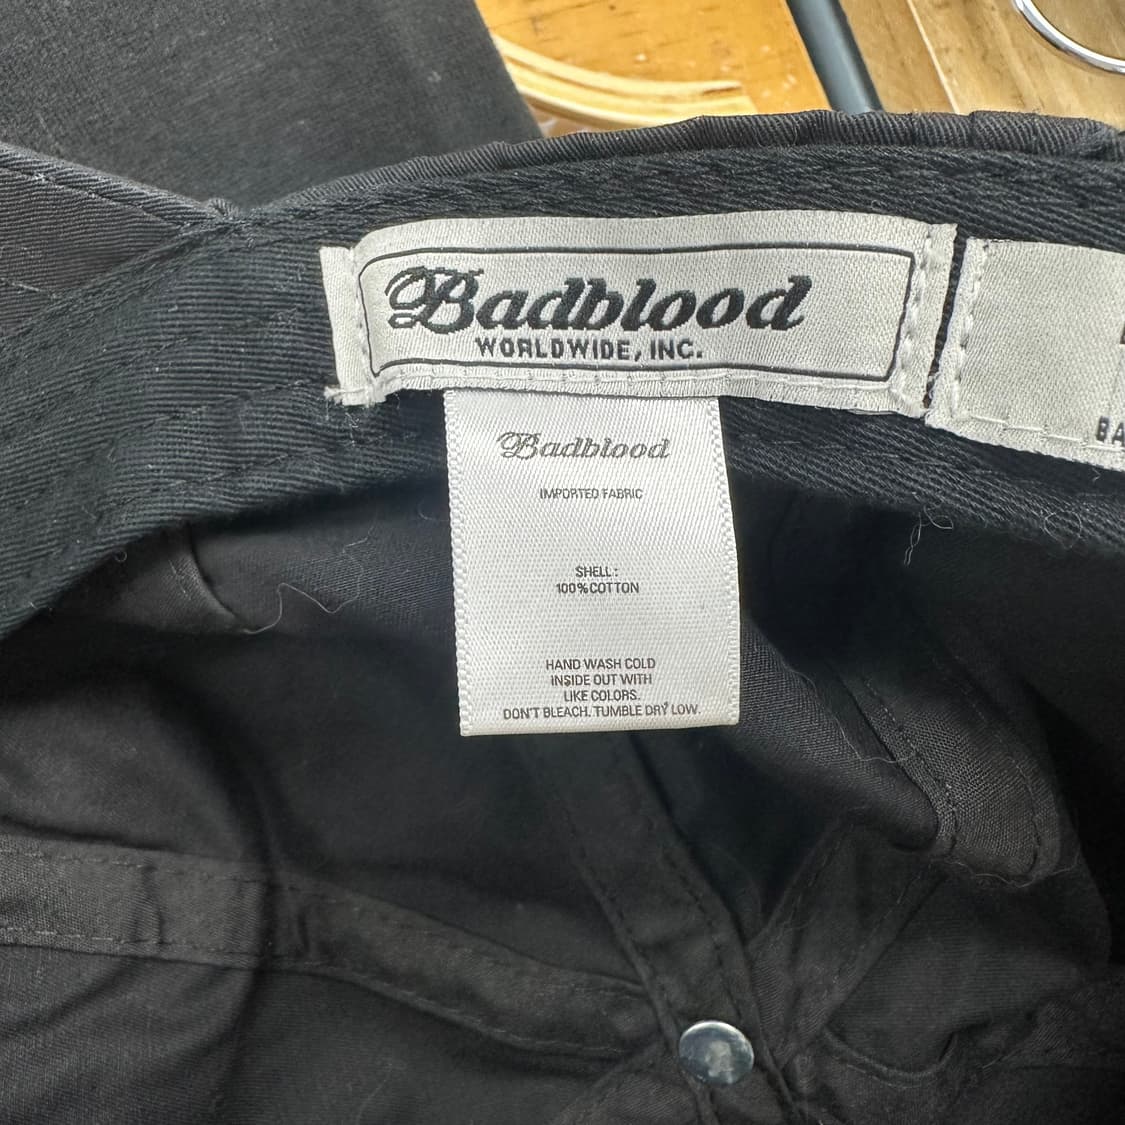 Badblood
WORLDWIDE, INC.
Badblood
IMPORTED FABRIC
SHELL :
100%COTTON
HAND WASH COLD
INSIDE OUT WITH
LIKE COLORS.
DON'T BLEACH. TUMBLE DRY LOW.